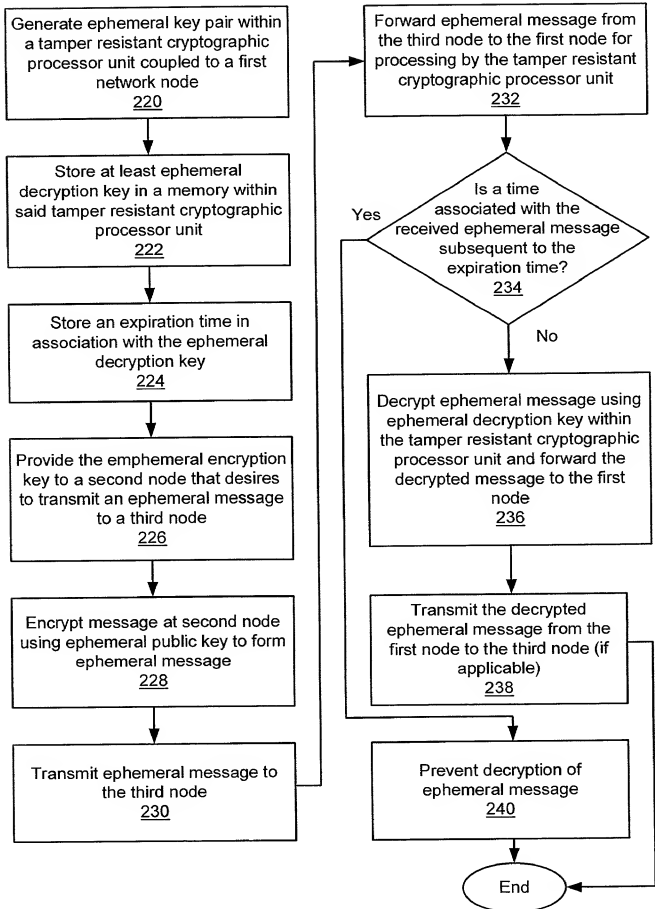 Generate ephemeral key pair within
a tamper resistant cryptographic
processor unit coupled to a first
network node
220
Store at least ephemeral
decryption key in a memory within
said tamper resistant cryptographic
processor unit
222
Store an expiration time in
association with the ephemeral
decryption key
224
Provide the emphemeral encryption
key to a second node that desires
to transmit an ephemeral message
to a third node
226
Encrypt message at second node
using ephemeral public key to form
ephemeral message
228
Transmit ephemeral message to
the third node
230
Forward ephemeral message from
the third node to the first node for
processing by the tamper resistant
cryptographic processor unit
232
Is a time
associated with the
received ephemeral message
subsequent to the
expiration time?
234
Yes
No
Decrypt ephemeral message using
ephemeral decryption key within
the tamper resistant cryptographic
processor unit and forward the
decrypted message to the first
node
236
Transmit the decrypted
ephemeral message from the
first node to the third node (if
applicable)
238
Prevent decryption of
ephemeral message
240
End